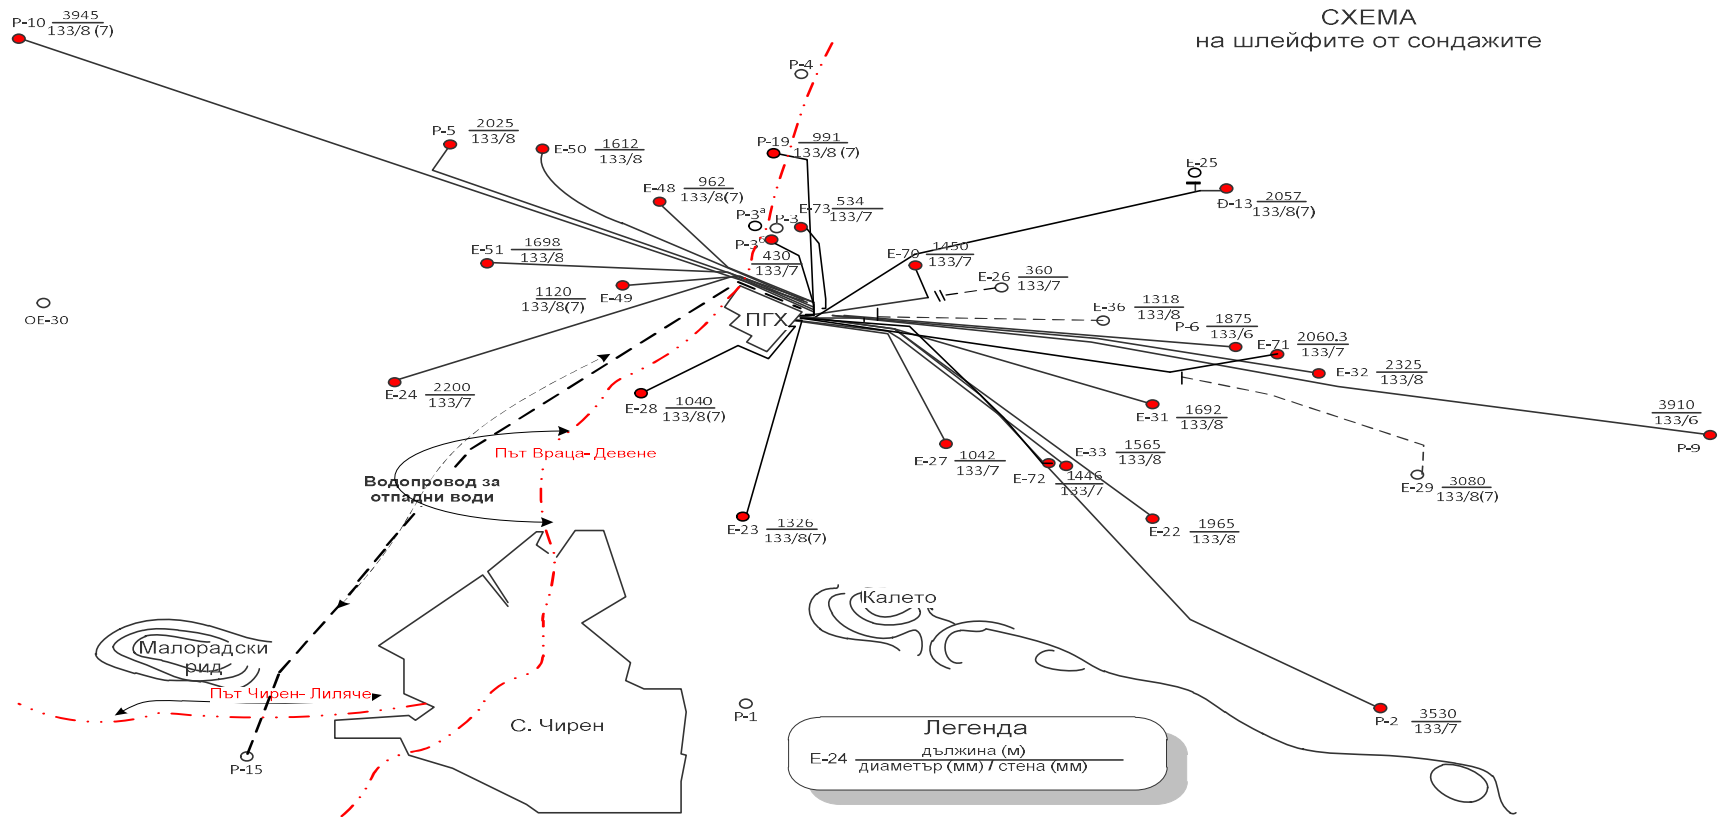 СХЕМА
на шлейфите от сондажите
Р-10 3945
133/8 (7)
Р-4
Р-5 2025
133/8
Е-50 1612
133/8
Р-19 991
133/8 (7)
Е-25
Е-48 962
133/8(7)
Đ-13 2057
133/8(7)
Е-73 534
133/7
Р-3а
Р-3
Р-3б
430
133/7
Е-51 1698
133/8
Е-70 1450
133/7
Е-26 360
133/7
1120
133/8(7)
Е-49
ОЕ-30
ПГХ
Е-36 1318
133/8
Р-6 1875
133/6
Е-71 2060.3
133/7
Е-32 2325
133/8
Е-24 2200
133/7
Е-28 1040
133/8(7)
Е-31 1692
133/8
3910
133/6
Р-9
Път Враца- Девене
Е-27 1042
133/7
Е-33 1565
133/8
Е-72 1446
133/7
Е-29 3080
133/8(7)
Водопровод за
отпадни води
Е-23 1326
133/8(7)
Е-22 1965
133/8
Калето
Малорадски
рид
Път Чирен- Лиляче
С. Чирен
Р-1
Р-2 3530
133/7
Р-15
Легенда
Е-24 дължина (м)
диаметър (мм) / стена (мм)